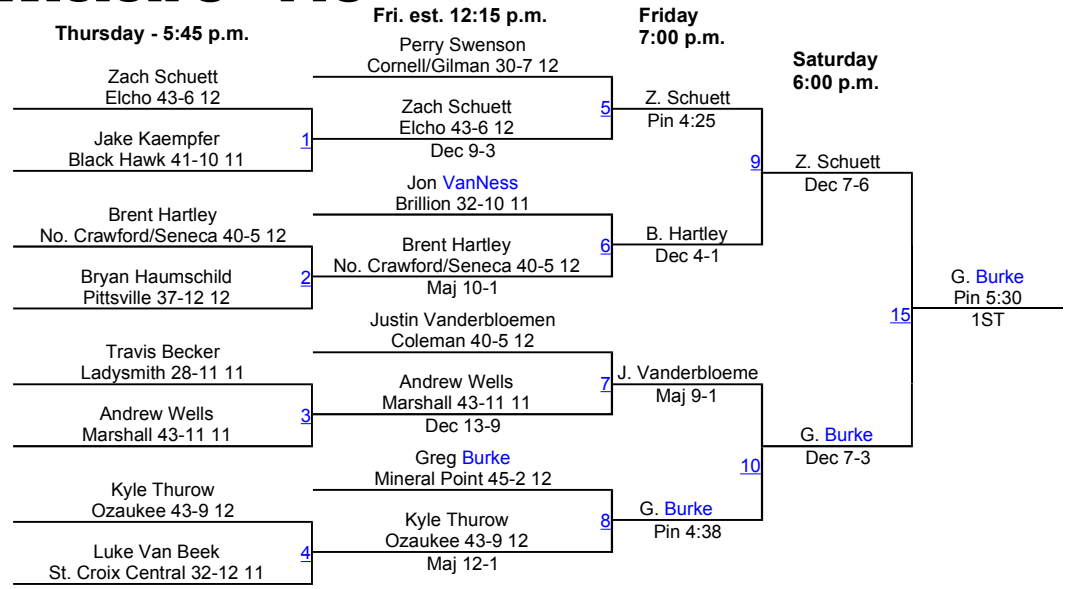 Thursday - 5:45 p.m.
Zach Schuett
Elcho 43-6 12
1
Jake Kaempfer
Black Hawk 41-10 11
Brent Hartley
No. Crawford/Seneca 40-5 12
2
Bryan Haumschild
Pittsville 37-12 12
Travis Becker
Ladysmith 28-11 11
3
Andrew Wells
Marshall 43-11 11
Kyle Thurow
Ozaukee 43-9 12
4
Luke Van Beek
St. Croix Central 32-12 11
Fri. est. 12:15 p.m.
Perry Swenson
Cornell/Gilman 30-7 12
5
Zach Schuett
Elcho 43-6 12
Dec 9-3
Jon VanNess
Brillion 32-10 11
6
Brent Hartley
No. Crawford/Seneca 40-5 12
Maj 10-1
Justin Vanderbloemen
Coleman 40-5 12
7
Andrew Wells
Marshall 43-11 11
Dec 13-9
Greg Burke
Mineral Point 45-2 12
8
Kyle Thurow
Ozaukee 43-9 12
Maj 12-1
Friday
7:00 p.m.
Z. Schuett
Pin 4:25
9
B. Hartley
Dec 4-1
J. Vanderbloeme
Maj 9-1
10
G. Burke
Pin 4:38
Saturday
6:00 p.m.
Z. Schuett
Dec 7-6
15
G. Burke
Dec 7-3
G. Burke
Pin 5:30
1ST